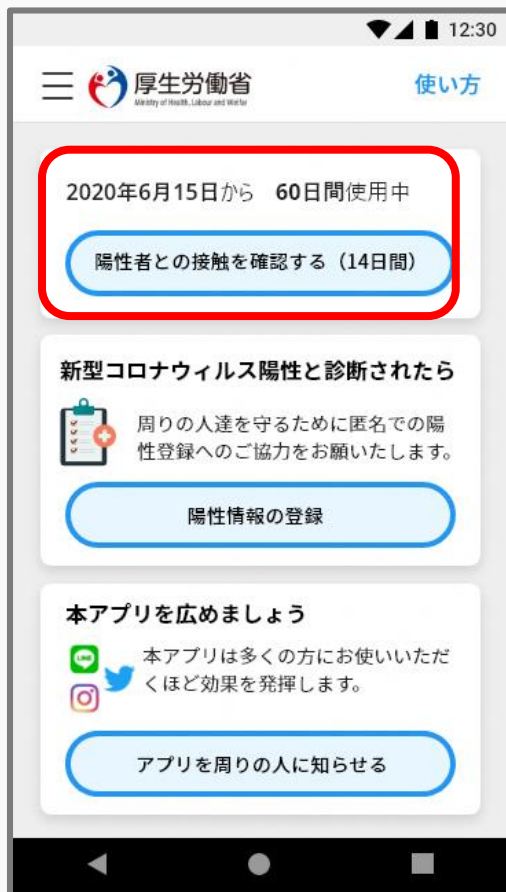 12:30
厚生労働省
Ministry of Health, Labour and Welfar
使い方
2020年6月15日から 60日間使用中
陽性者との接触を確認する（14日間）
新型コロナウィルス陽性と診断されたら
周りの人達を守るために匿名での陽
性登録へのご協力をお願いたします。
陽性情報の登録
本アプリを広めましょう
LINE
本アプリは多くの方にお使いいただ
くほど効果を発揮します。
アプリを周りの人に知らせる